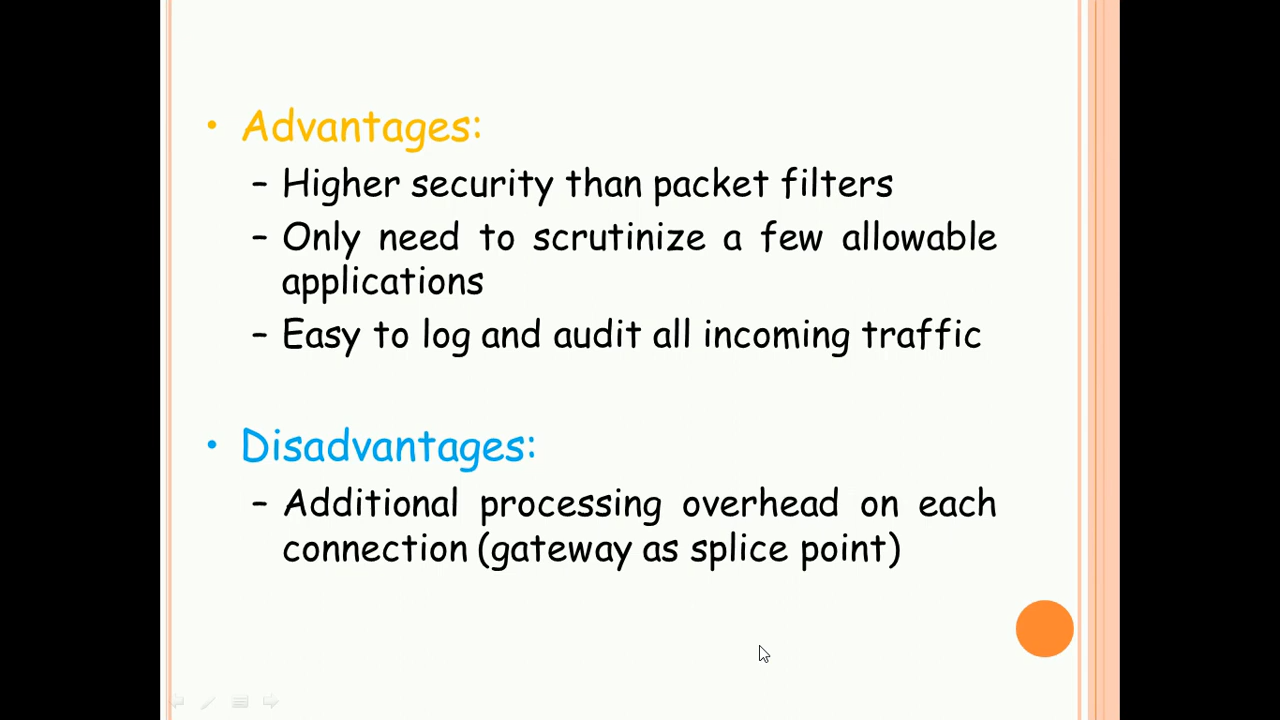 • Advantages:
– Higher security than packet filters
– Only need to scrutinize a few allowable
applications
– Easy to log and audit all incoming traffic
• Disadvantages:
– Additional processing overhead on each
connection (gateway as splice point)